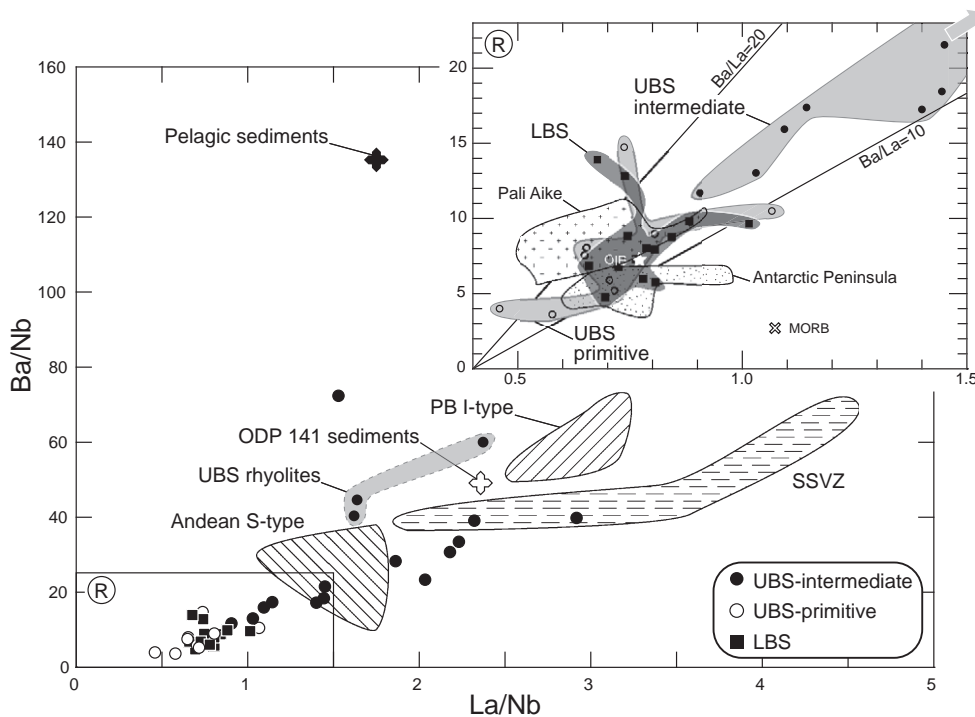 R
Ba/La=20
UBS
intermediate
LBS
Ba/La=10
Pali Aike
OIB
Antarctic Peninsula
UBS
primitive
MORB
20
15
10
5
0
0.5
1.0
1.5
160
140
120
100
80
60
40
20
0
Ba/Nb
Pelagic sediments
PB I-type
ODP 141 sediments
UBS rhyolites
SSVZ
Andean S-type
R
UBS-intermediate
UBS-primitive
LBS
0
1
2
3
4
5
La/Nb